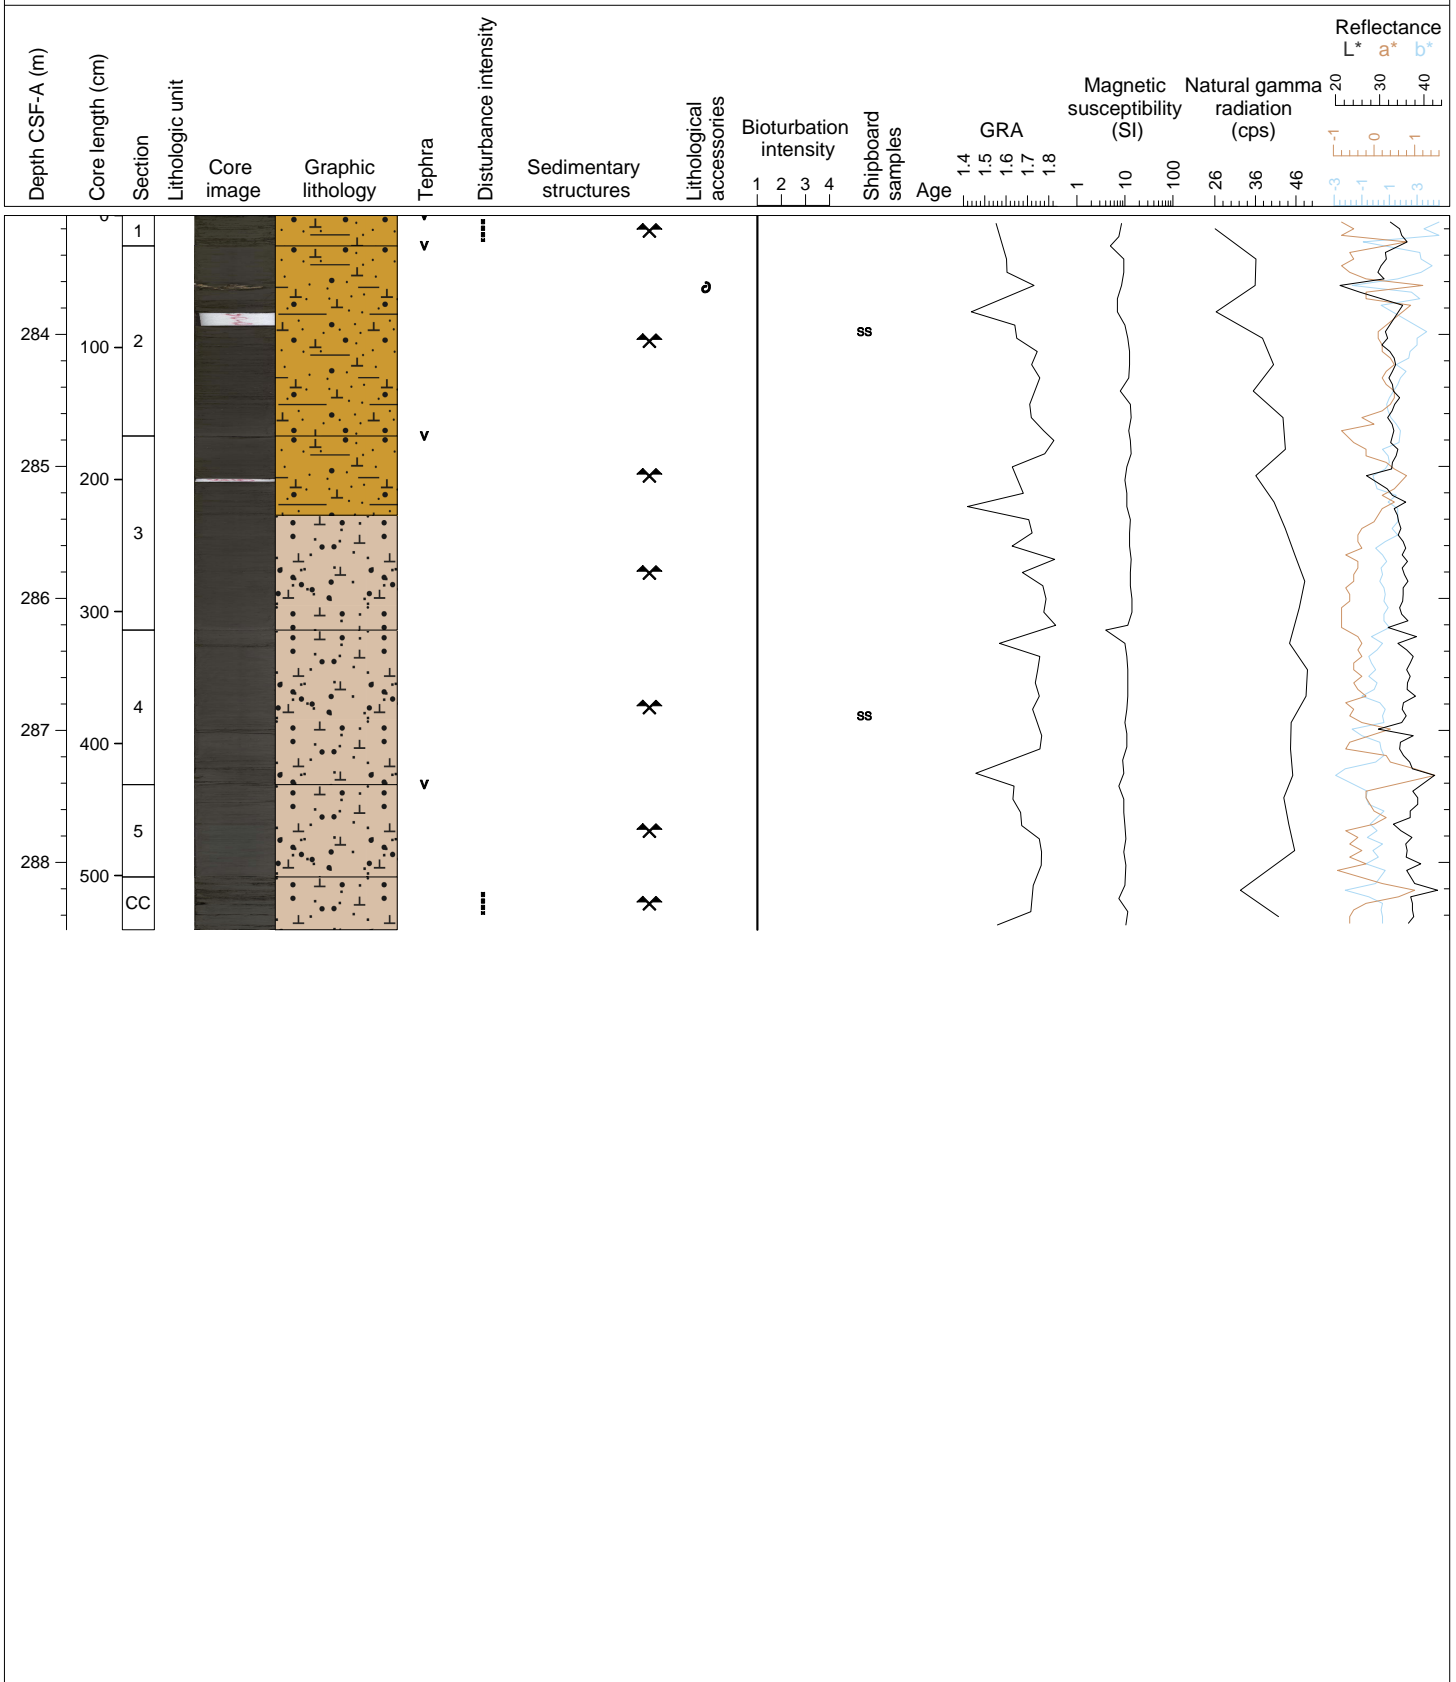 Depth CSF-A (m)
Core length (cm)
Section
Lithologic unit
Core
image
Graphic
lithology
Tephra
Disturbance intensity
Sedimentary
structures
Lithological
accessories
Bioturbation
intensity
1 2 3 4
Shipboard
samples
Age
GRA
1.4 1.5 1.6 1.7 1.8
Magnetic
susceptibility
(SI)
1 10 100
Natural gamma
radiation
(cps)
26 36 46
Reflectance
L* a* b*
20 30 40
-1 0 1
-3 -1 1 3
0
1
v
v
284
100
2
ss
v
285
200
3
286
300
4
ss
287
400
v
5
288
500
CC